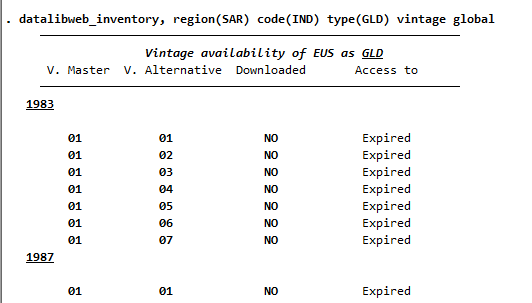 . datalibweb_inventory, region(SAR) code(IND) type(GLD) vintage global
Vintage availability of EUS as GLD
V. Master V. Alternative Downloaded Access to
1983
01 01 NO Expired
01 02 NO Expired
01 03 NO Expired
01 04 NO Expired
01 05 NO Expired
01 06 NO Expired
01 07 NO Expired
1987
01 01 NO Expired